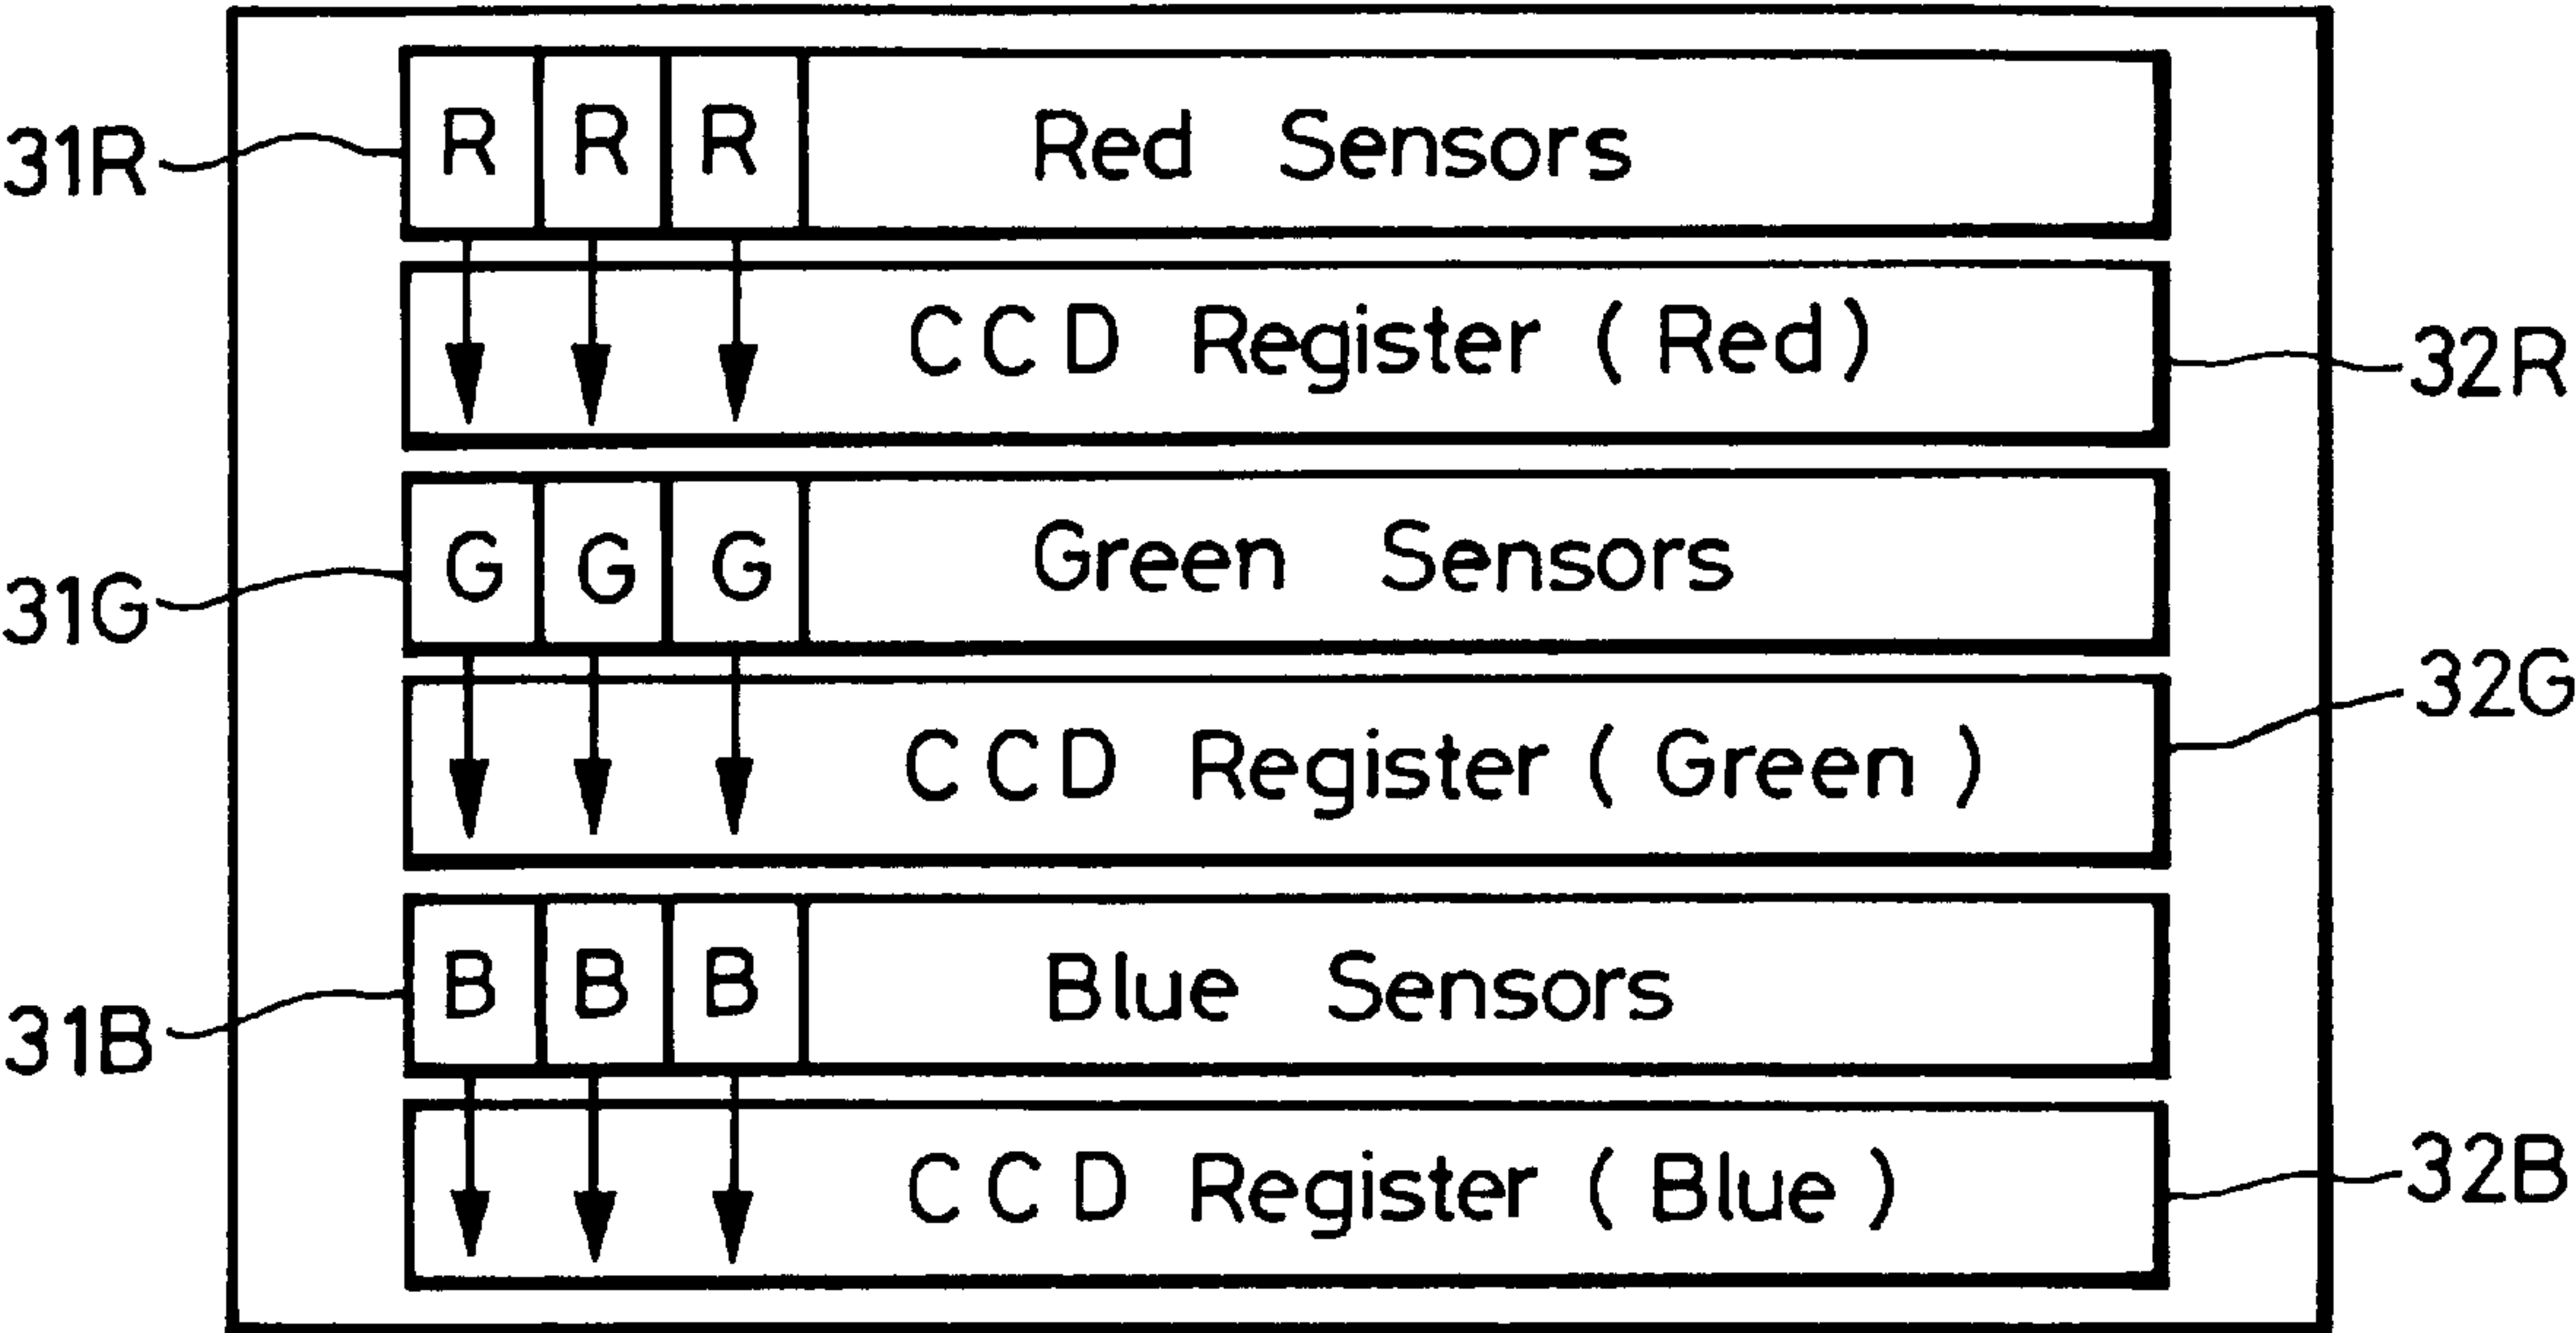 31R R R R Red Sensors
CCD Register (Red) 32R
31G G G G Green Sensors
CCD Register (Green) 32G
31B B B B Blue Sensors
CCD Register (Blue) 32B